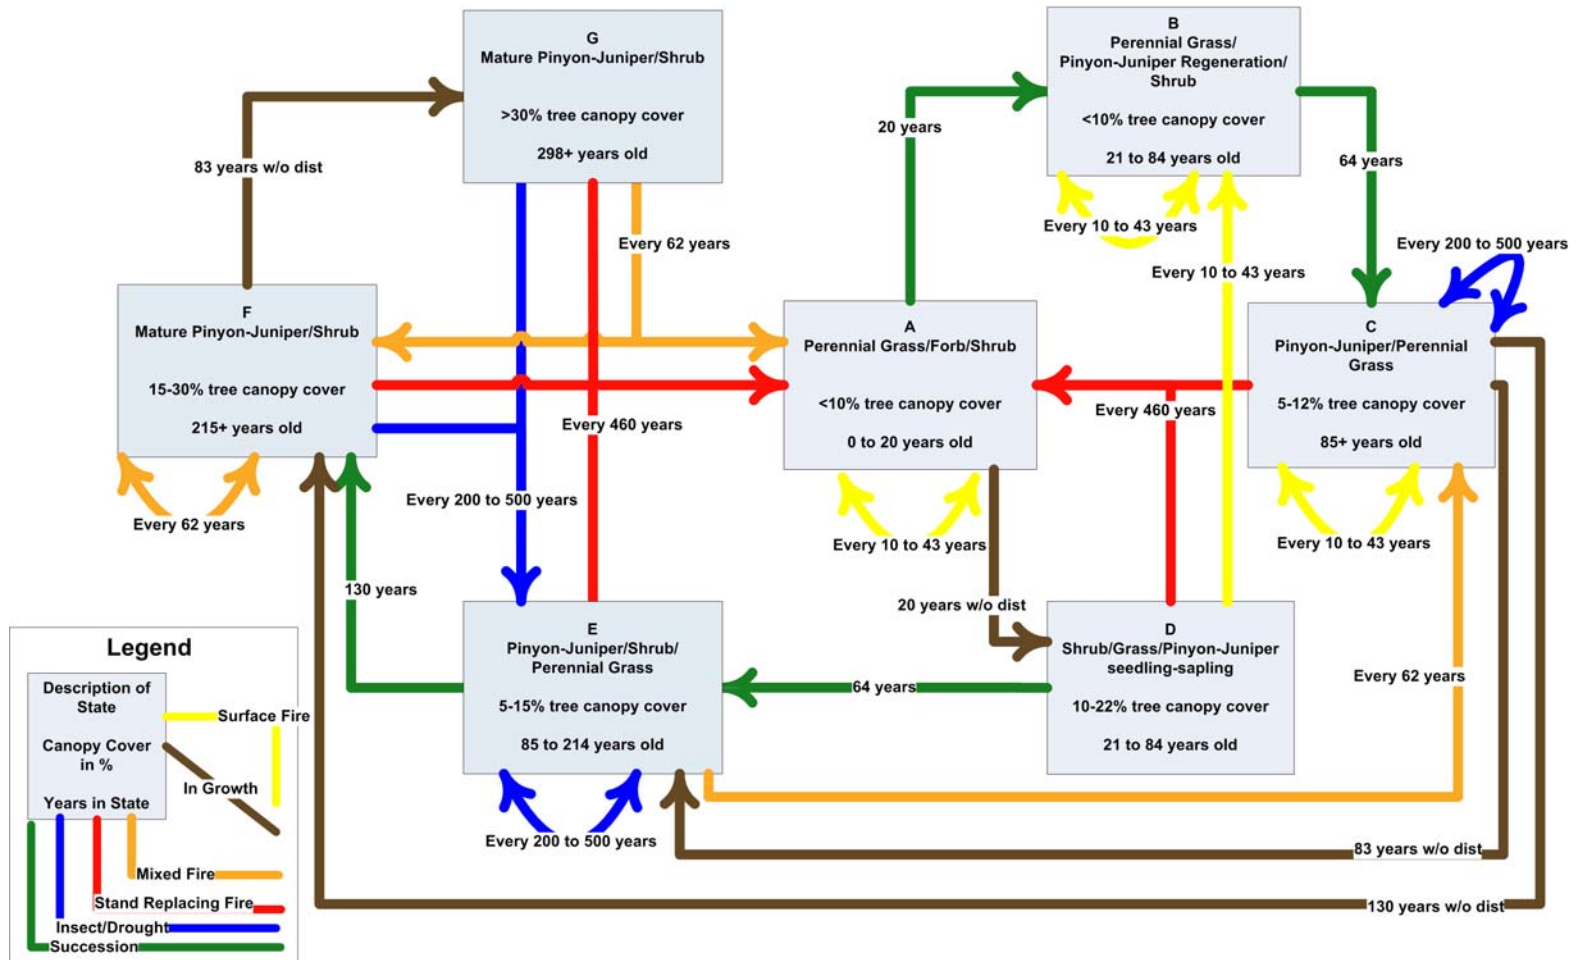 G
Mature Pinyon-Juniper/Shrub
>30% tree canopy cover
298+ years old
B
Perennial Grass/
Pinyon-Juniper Regeneration/
Shrub
<10% tree canopy cover
21 to 84 years old
20 years
64 years
83 years w/o dist
Every 10 to 43 years
Every 62 years
Every 200 to 500 years
Every 10 to 43 years
F
Mature Pinyon-Juniper/Shrub
15-30% tree canopy cover
215+ years old
A
Perennial Grass/Forb/Shrub
<10% tree canopy cover
0 to 20 years old
C
Pinyon-Juniper/Perennial
Grass
5-12% tree canopy cover
85+ years old
Every 460 years
Every 460 years
Every 200 to 500 years
Every 62 years
Every 10 to 43 years
Every 10 to 43 years
130 years
20 years w/o dist
E
Pinyon-Juniper/Shrub/
Perennial Grass
5-15% tree canopy cover
85 to 214 years old
64 years
D
Shrub/Grass/Pinyon-Juniper
seedling-sapling
10-22% tree canopy cover
21 to 84 years old
Every 62 years
Every 200 to 500 years
83 years w/o dist
130 years w/o dist
Legend
Description of
State
Canopy Cover
in %
Years in State
Surface Fire
In Growth
Mixed Fire
Stand Replacing Fire
Insect/Drought
Succession